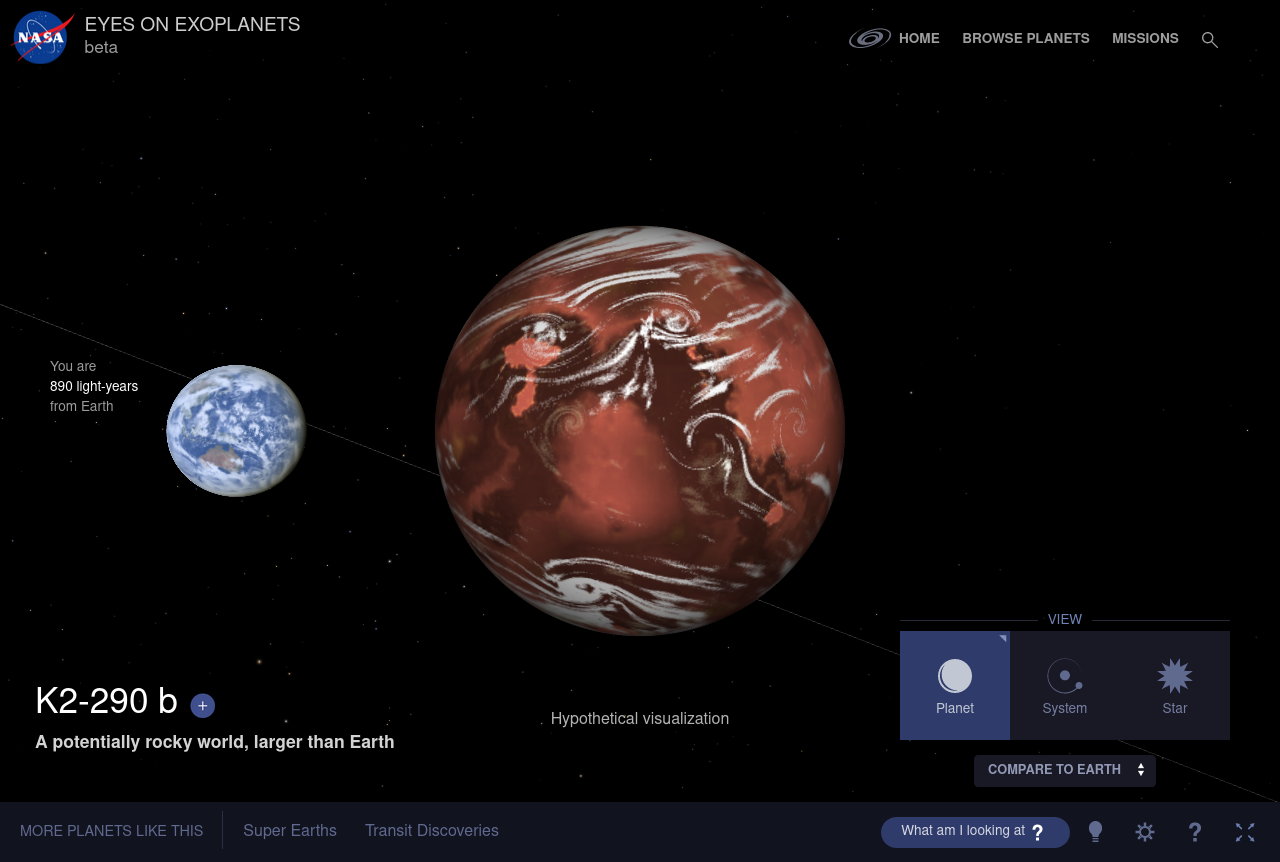 NASA
EYES ON EXOPLANETS
beta
HOME
BROWSE PLANETS
MISSIONS
You are
890 light-years
from Earth
VIEW
Planet
System
Star
K2-290 b +
A potentially rocky world, larger than Earth
Hypothetical visualization
COMPARE TO EARTH
MORE PLANETS LIKE THIS
Super Earths
Transit Discoveries
What am I looking at ?
?